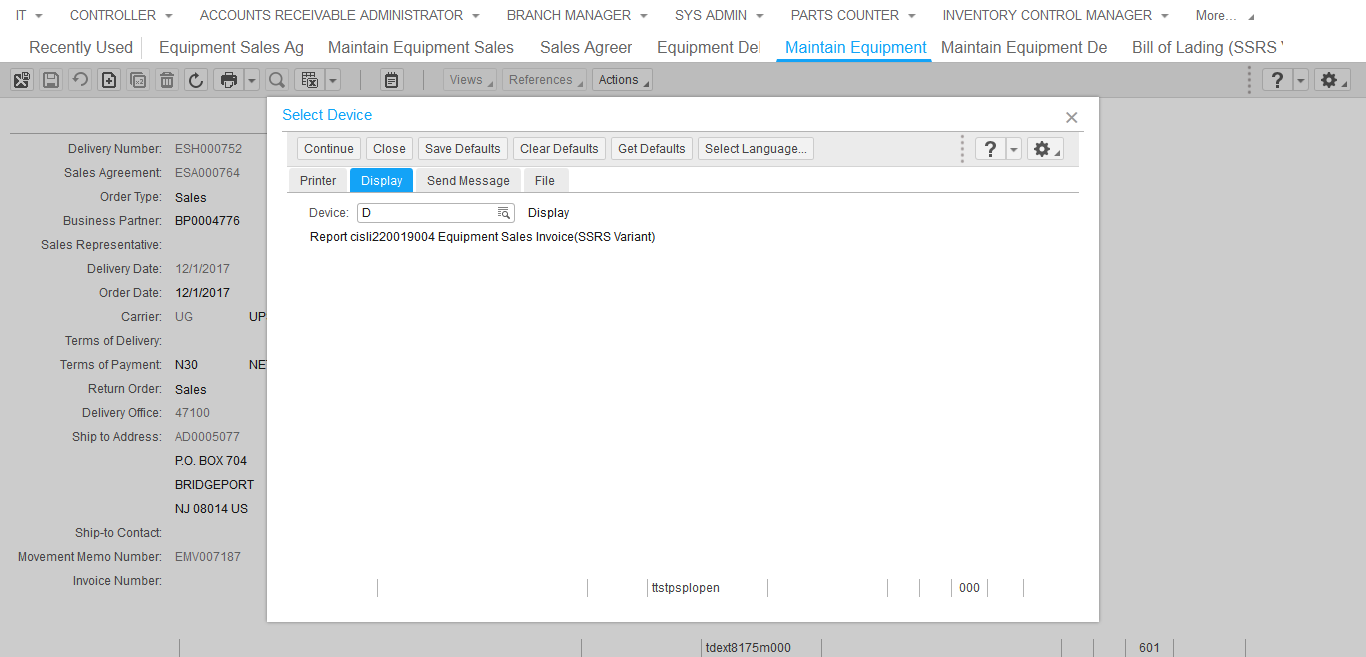 IT CONTROLLER ACCOUNTS RECEIVABLE ADMINISTRATOR BRANCH MANAGER SYS ADMIN PARTS COUNTER INVENTORY CONTROL MANAGER More...
Recently Used Equipment Sales Ag Maintain Equipment Sales Sales Agreer Equipment De Maintain Equipment Maintain Equipment De Bill of Lading (SSRS
Views References Actions ?
Select Device
Continue Close Save Defaults Clear Defaults Get Defaults Select Language... ?
Printer Display Send Message File
Device: D Display
Report cisli220019004 Equipment Sales Invoice(SSRS Variant)
ttstpsplopen 000
Delivery Number: ESH000752
Sales Agreement: ESA000764
Order Type: Sales
Business Partner: BP0004776
Sales Representative:
Delivery Date: 12/1/2017
Order Date: 12/1/2017
Carrier: UG UP
Terms of Delivery:
Terms of Payment: N30 NE
Return Order: Sales
Delivery Office: 47100
Ship to Address: AD0005077
P.O. BOX 704
BRIDGEPORT
NJ 08014 US
Ship-to Contact:
Movement Memo Number: EMV007187
Invoice Number:
tdext8175m000 601